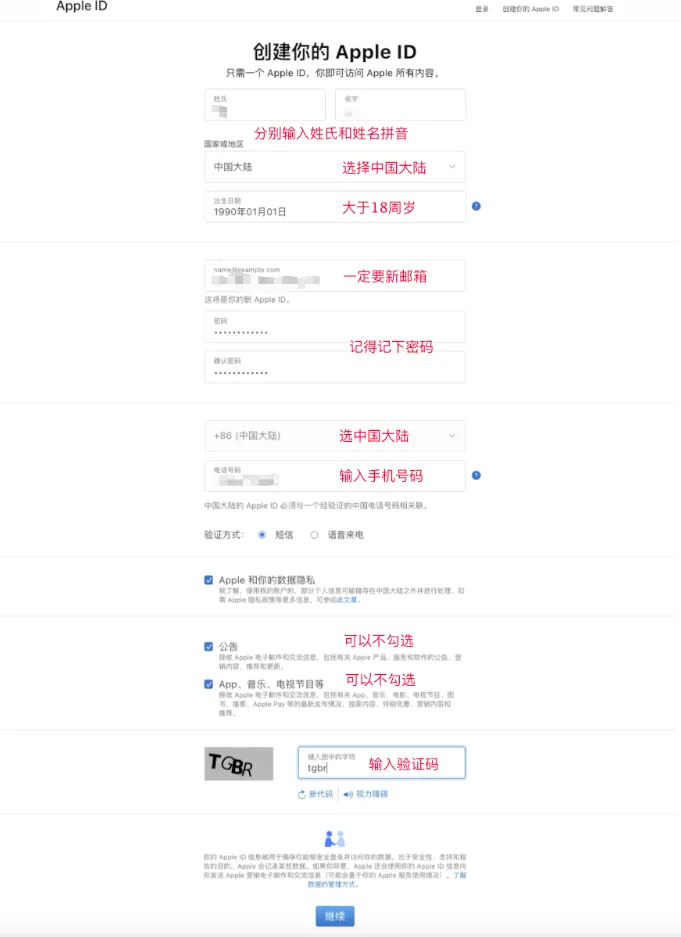 Apple ID
登录 创建你的 Apple ID 常见问题解答
创建你的 Apple ID
只需一个 Apple ID，你即可访问 Apple 所有内容。
姓氏 名字
分别输入姓氏和姓名拼音
国家或地区
中国大陆 选择中国大陆
出生日期
1990年01月01日 大于18周岁
name@example.com
一定要新邮箱
这将是你的新 Apple ID。
密码
记得记下密码
确认密码
+86 (中国大陆) 选中国大陆
电话号码
输入手机号码
中国大陆的 Apple ID 必须与一个经验证的中国电话号码相关联。
验证方式： 短信 语音来电
Apple 和你的数据隐私
我了解，使用我的账户时，部分个人信息可能储存在中国大陆之外并进行处理。如
需 Apple 隐私政策等更多信息，可参阅此文章。
可以不勾选
公告
接收 Apple 电子邮件和交流信息，包括有关 Apple 产品、服务和软件的公告、营
销内容、推荐和更新。
App、音乐、电视节目等 可以不勾选
接收 Apple 电子邮件和交流信息，包括有关 App、音乐、电影、电视节目、图
书、播客、Apple Pay 等的最新发布情况、独家内容、特别优惠、营销内容和
推荐。
TGBR
键入图中的字符
tgbr 输入验证码
新代码 视力障碍
你的 Apple ID 信息被用于确保你能够安全登录并访问你的数据。出于安全性、支持和报
告的目的，Apple 会记录某些数据。如果你同意，Apple 还会使用你的 Apple ID 信息向
你发送 Apple 营销电子邮件和交流信息（可能会基于你的 Apple 服务使用情况）。了解
数据的管理方式。
继续